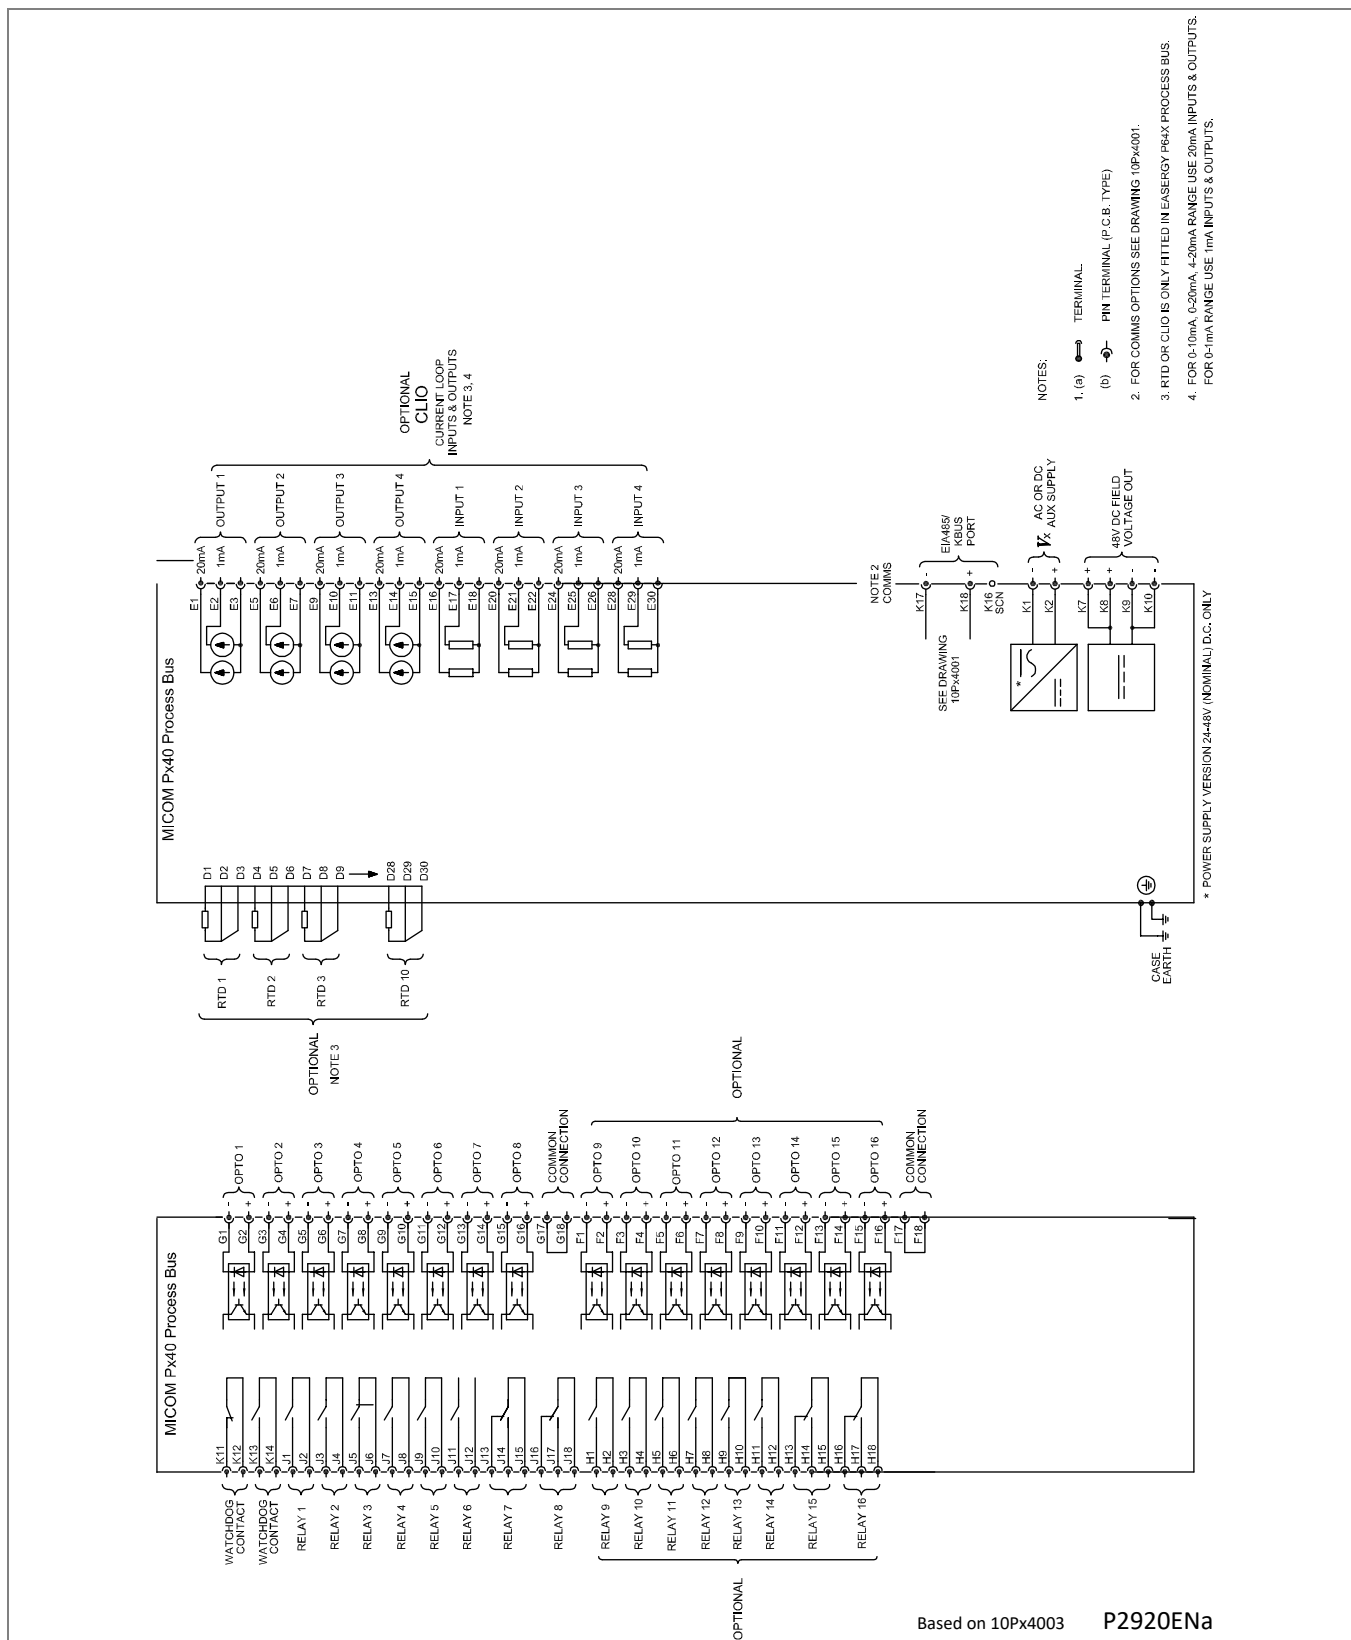 MICOM Px40 Process Bus
E1
E2
E3
E5
E6
E7
E9
E10
E11
E13
E14
E15
E16
E17
E18
E20
E21
E22
E24
E25
E26
E28
E29
E30
20mA
1mA
20mA
1mA
20mA
1mA
20mA
1mA
20mA
1mA
20mA
1mA
20mA
1mA
20mA
1mA
OUTPUT 1
OUTPUT 2
OUTPUT 3
OUTPUT 4
INPUT 1
INPUT 2
INPUT 3
INPUT 4
OPTIONAL
CLIO
CURRENT LOOP
INPUTS & OUTPUTS
NOTE 3, 4
NOTE 2
COMMS
K17
K18
K16
SCN
K1
K2
K7
K8
K9
K10
-
+
-
+
+
+
-
-
EIA485/
KBUS
PORT
Vx
AC OR DC
AUX SUPPLY
48V DC FIELD
VOLTAGE OUT
SEE DRAWING
10Px4001
*
* POWER SUPPLY VERSION 24-48V (NOMINAL) D.C. ONLY
NOTES:
1. (a) TERMINAL.
(b) PIN TERMINAL (P.C.B. TYPE)
2. FOR COMMS OPTIONS SEE DRAWING 10Px4001.
3. RTD OR CLIO IS ONLY FITTED IN EASERGY P64X PROCESS BUS.
4. FOR 0-10mA, 0-20mA, 4-20mA RANGE USE 20mA INPUTS & OUTPUTS.
FOR 0-1mA RANGE USE 1mA INPUTS & OUTPUTS.
D1
D2
D3
D4
D5
D6
D7
D8
D9
D28
D29
D30
RTD 1
RTD 2
RTD 3
RTD 10
OPTIONAL
NOTE 3
CASE
EARTH
MICOM Px40 Process Bus
G1
G2
G3
G4
G5
G6
G7
G8
G9
G10
G11
G12
G13
G14
G15
G16
G17
G18
F1
F2
F3
F4
F5
F6
F7
F8
F9
F10
F11
F12
F13
F14
F15
F16
F17
F18
-
+
-
+
-
+
-
+
-
+
-
+
-
+
-
+
-
+
-
+
-
+
-
+
-
+
-
+
-
+
-
+
OPTO 1
OPTO 2
OPTO 3
OPTO 4
OPTO 5
OPTO 6
OPTO 7
OPTO 8
COMMON
CONNECTION
OPTO 9
OPTO 10
OPTO 11
OPTO 12
OPTO 13
OPTO 14
OPTO 15
OPTO 16
COMMON
CONNECTION
OPTIONAL
K11
K12
K13
K14
J1
J2
J3
J4
J5
J6
J7
J8
J9
J10
J11
J12
J13
J14
J15
J16
J17
J18
H1
H2
H3
H4
H5
H6
H7
H8
H9
H10
H11
H12
H13
H14
H15
H16
H17
H18
WATCHDOG
CONTACT
WATCHDOG
CONTACT
RELAY 1
RELAY 2
RELAY 3
RELAY 4
RELAY 5
RELAY 6
RELAY 7
RELAY 8
RELAY 9
RELAY 10
RELAY 11
RELAY 12
RELAY 13
RELAY 14
RELAY 15
RELAY 16
OPTIONAL
Based on 10Px4003 P2920ENa